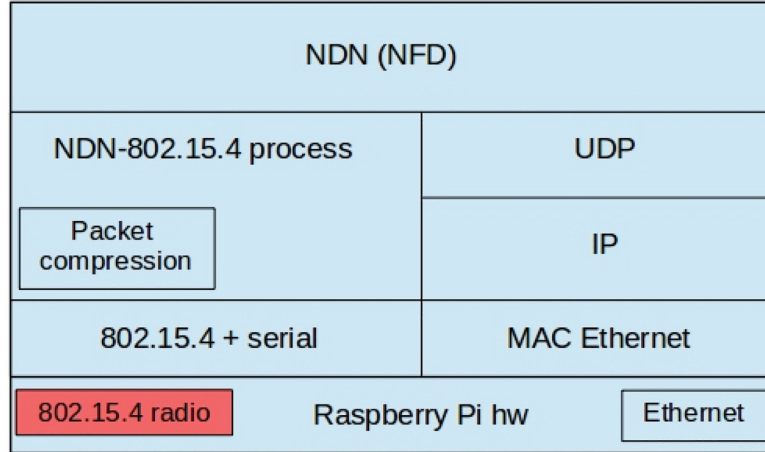 NDN (NFD)
NDN-802.15.4 process
UDP
Packet
compression
IP
802.15.4 + serial
MAC Ethernet
802.15.4 radio
Raspberry Pi hw
Ethernet